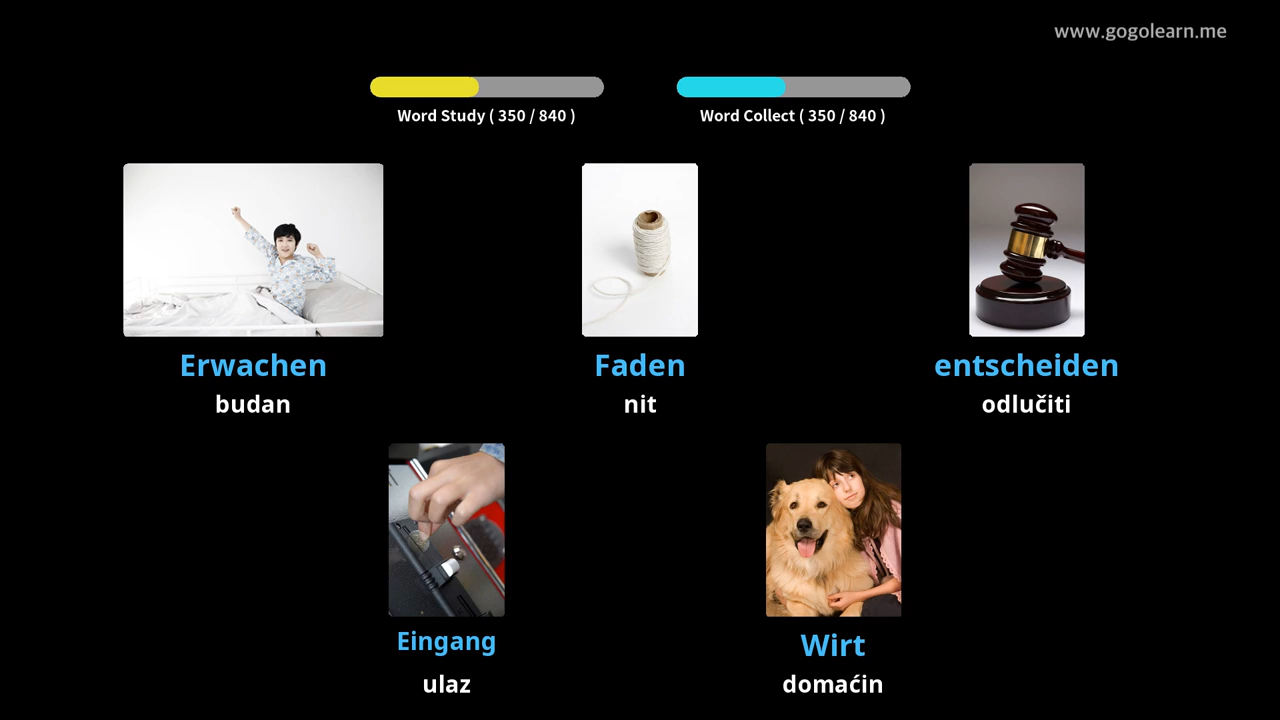 www.gogolearn.me
Word Study ( 350 / 840 )
Word Collect ( 350 / 840 )
Erwachen
budan
Faden
nit
entscheiden
odlučiti
Eingang
ulaz
Wirt
domaćin